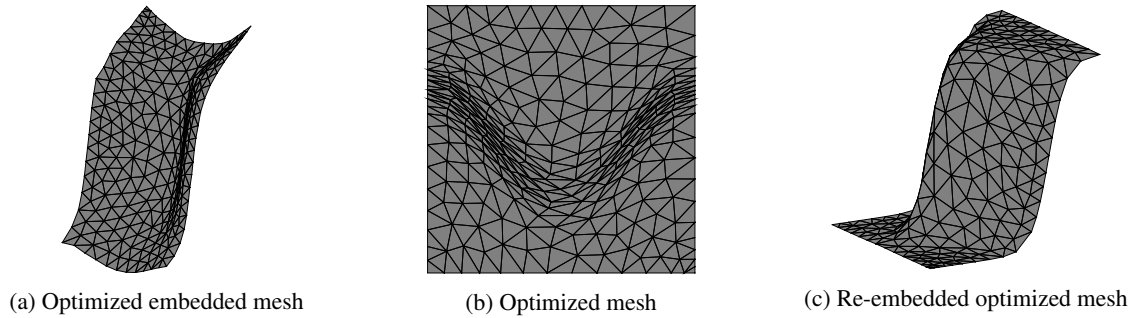 (a) Optimized embedded mesh
(b) Optimized mesh
(c) Re-embedded optimized mesh